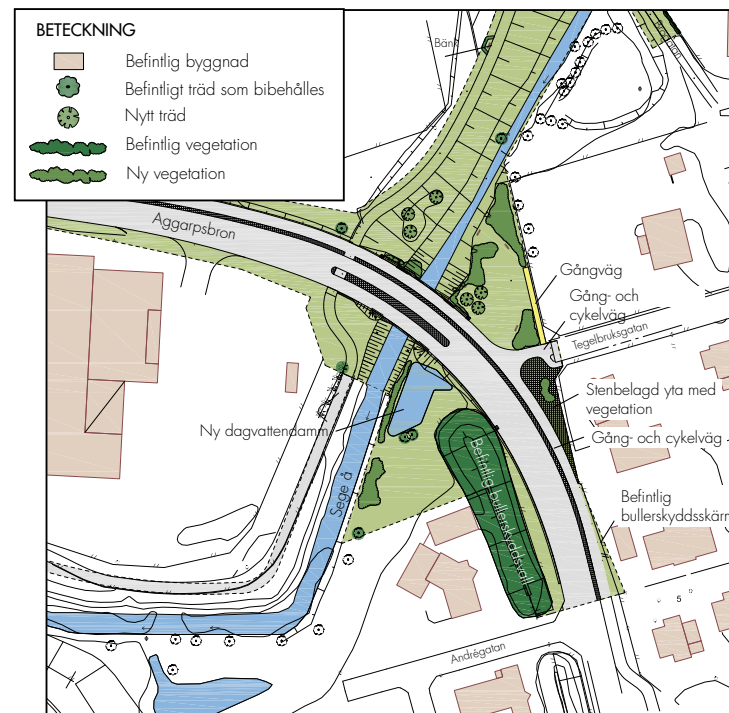 BETECKNING
Befintlig byggnad
Befintligt träd som bibehålles
Nytt träd
Befintlig vegetation
Ny vegetation
Bänk
Aggarpsbron
Gångväg
Gång- och
cykelväg
Tegelbruksgatan
Stenbelagd yta med
vegetation
Ny dagvattendamm
Gång- och cykelväg
Befintlig bullerskyddsvall
Sege å
Befintlig
bullerskyddsskärm
5
Andrégatan